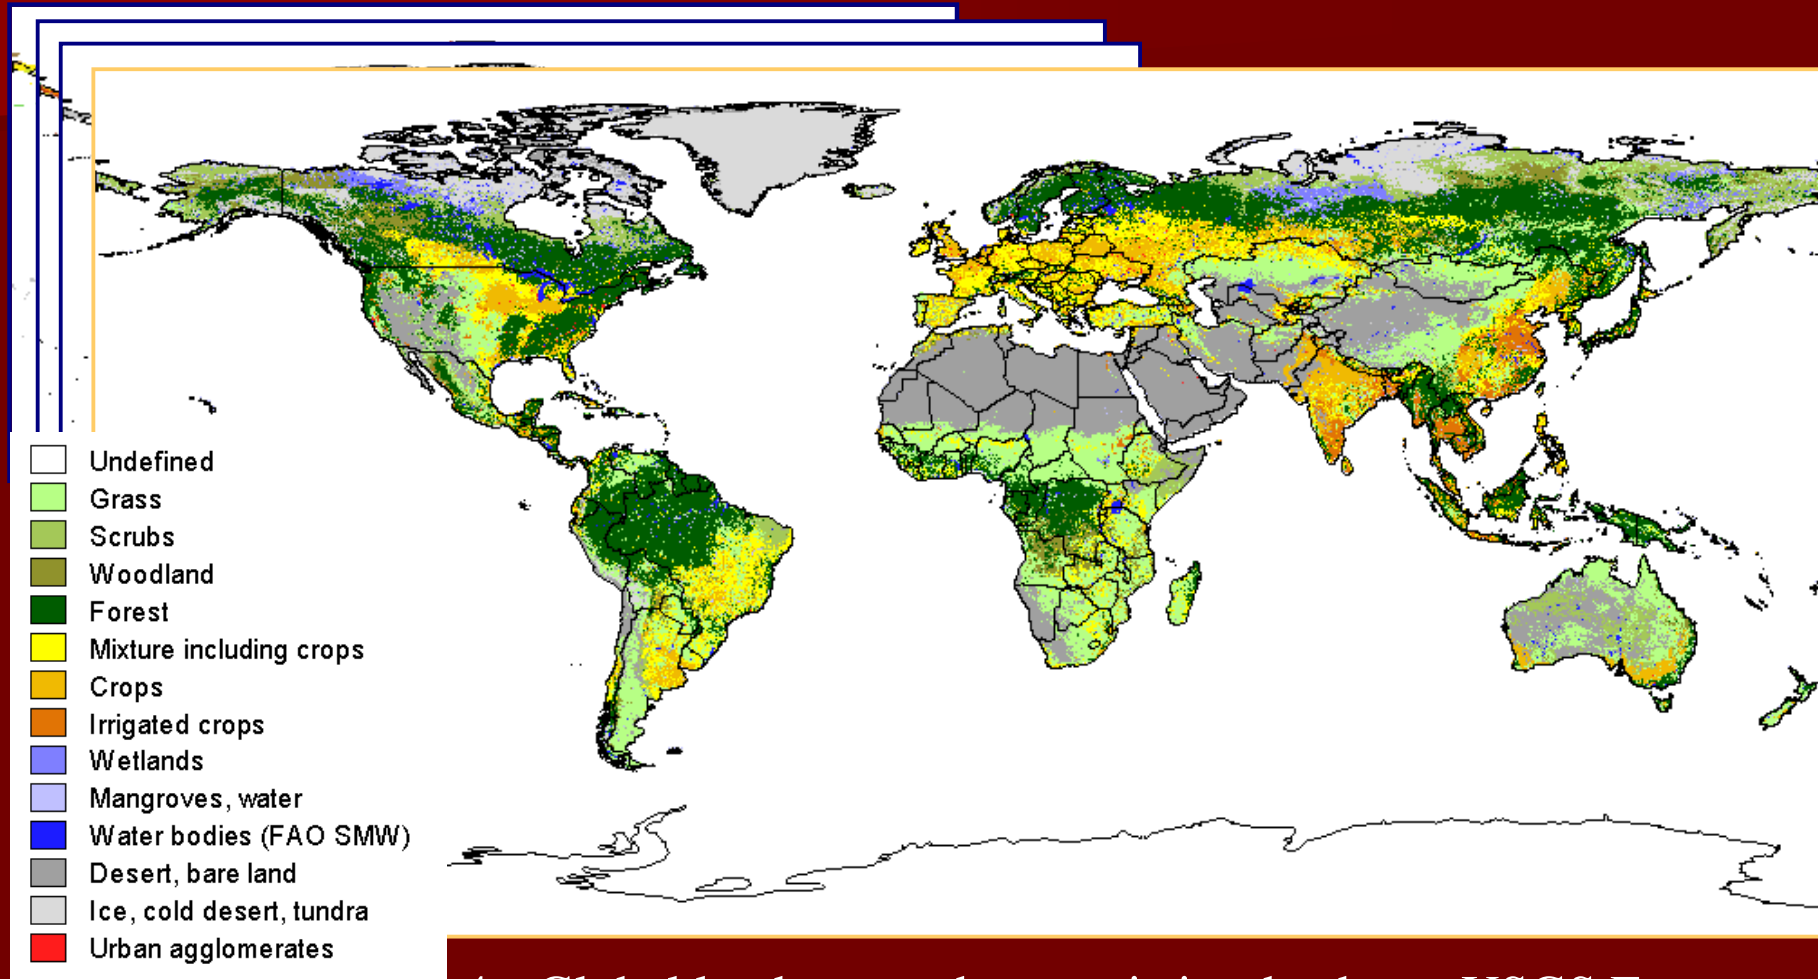 Undefined
Grass
Scrubs
Woodland
Forest
Mixture including crops
Crops
Irrigated crops
Wetlands
Mangroves, water
Water bodies (FAO SMW)
Desert, bare land
Ice, cold desert, tundra
Urban agglomerates